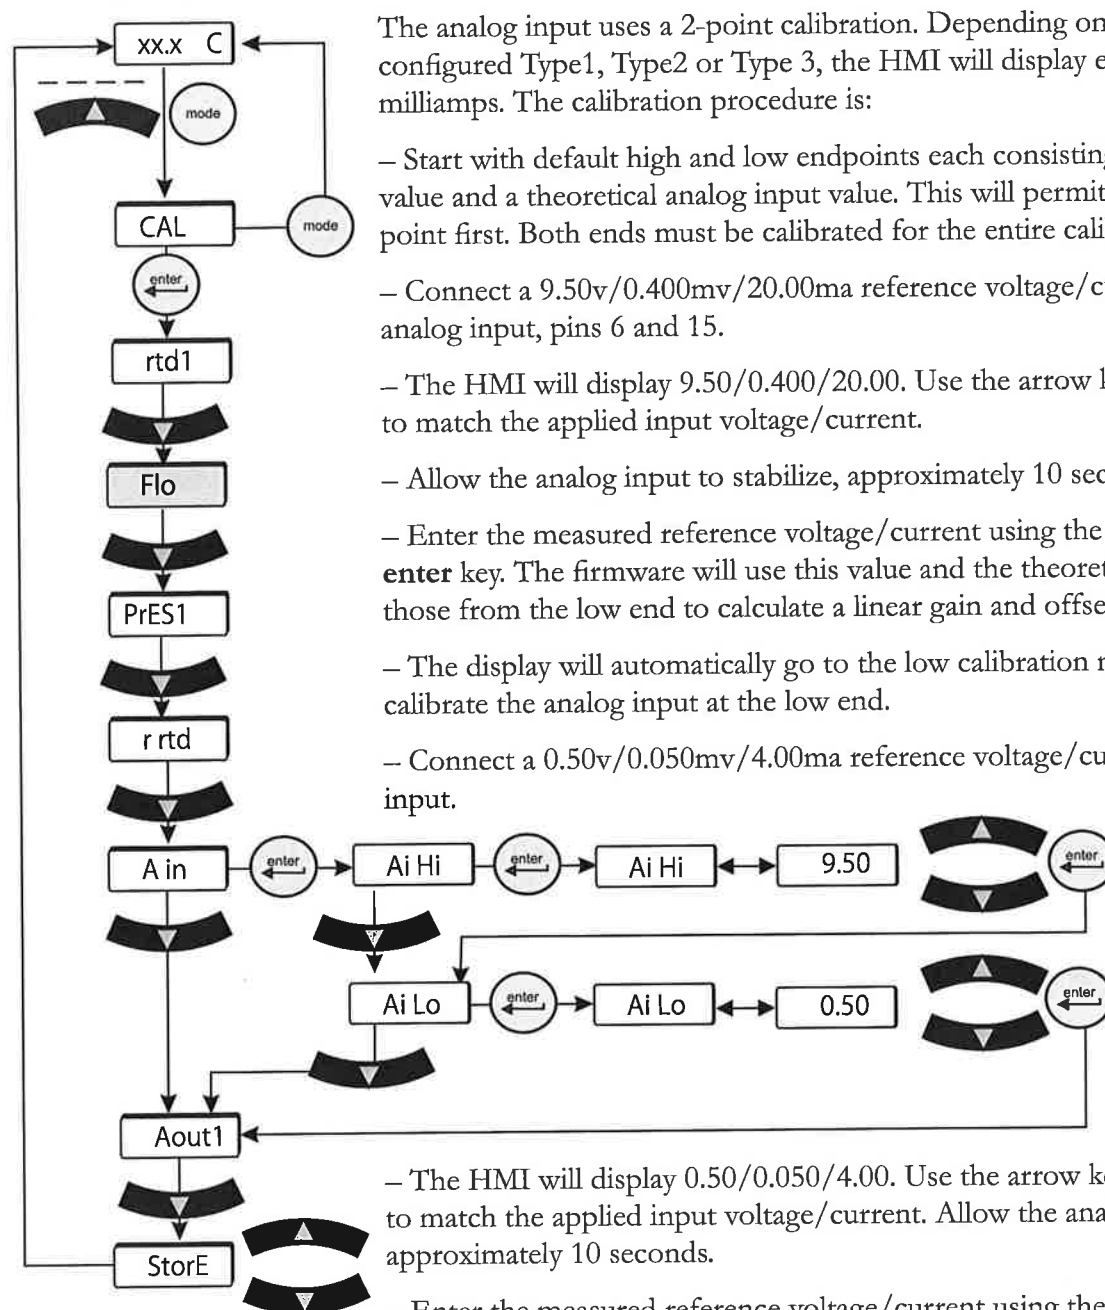 The analog input uses a 2-point calibration. Depending on
configured Type1, Type2 or Type 3, the HMI will display e
milliamps. The calibration procedure is:
– Start with default high and low endpoints each consisting
value and a theoretical analog input value. This will permit
point first. Both ends must be calibrated for the entire cali
– Connect a 9.50v/0.400mv/20.00ma reference voltage/c
analog input, pins 6 and 15.
– The HMI will display 9.50/0.400/20.00. Use the arrow k
to match the applied input voltage/current.
– Allow the analog input to stabilize, approximately 10 sec
– Enter the measured reference voltage/current using the
enter key. The firmware will use this value and the theoret
those from the low end to calculate a linear gain and offse
– The display will automatically go to the low calibration
calibrate the analog input at the low end.
– Connect a 0.50v/0.050mv/4.00ma reference voltage/cu
input.
xx.x C
mode
CAL
mode
enter
rtd1
Flo
PrES1
r rtd
A in
enter
Ai Hi
enter
Ai Hi
9.50
enter
Ai Lo
enter
Ai Lo
0.50
enter
Aout1
StorE
– The HMI will display 0.50/0.050/4.00. Use the arrow k
to match the applied input voltage/current. Allow the ana
approximately 10 seconds.
– Enter the measured reference voltage/current using the